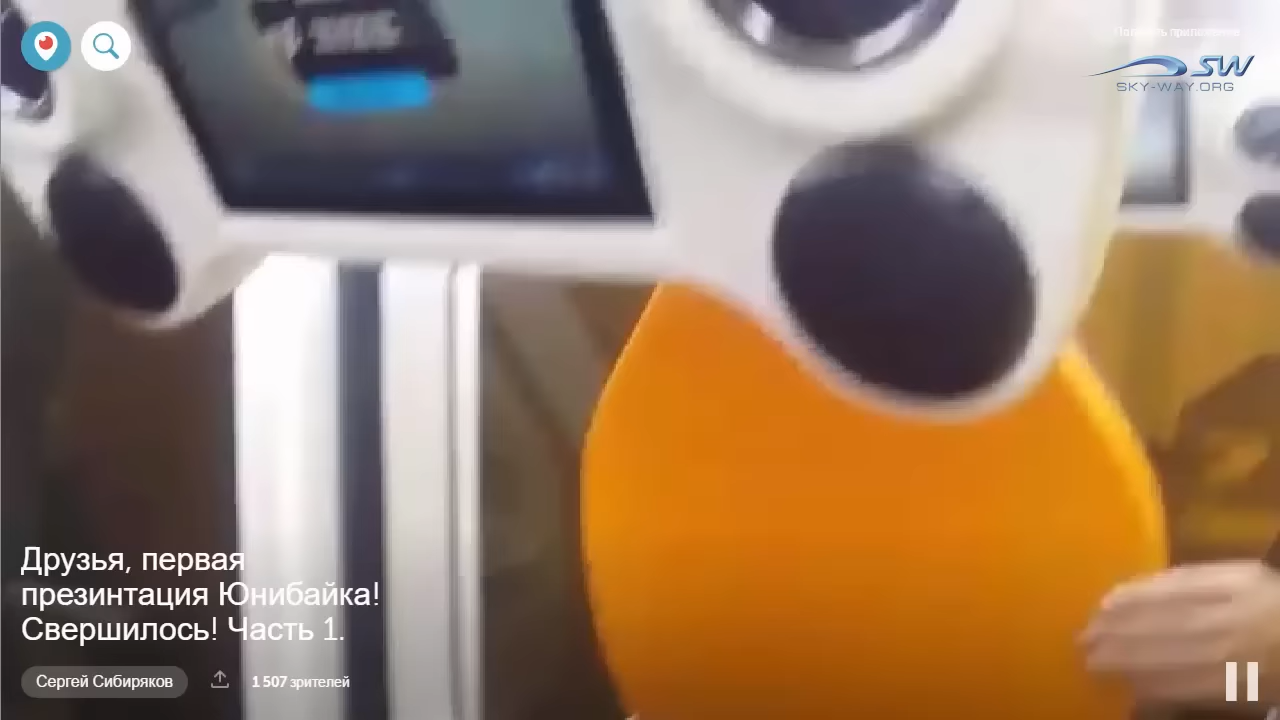 SW
SKY-WAY.ORG
Друзья, первая
презинтация Юнибайка!
Свершилось! Часть 1.
Сергей Сибиряков
1 507 зрителей